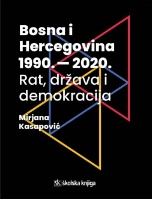 Bosna i
Hercegovina
1990. — 2020.
Rat, država i
demokracija
Mirjana
Kasapović
školska knjiga